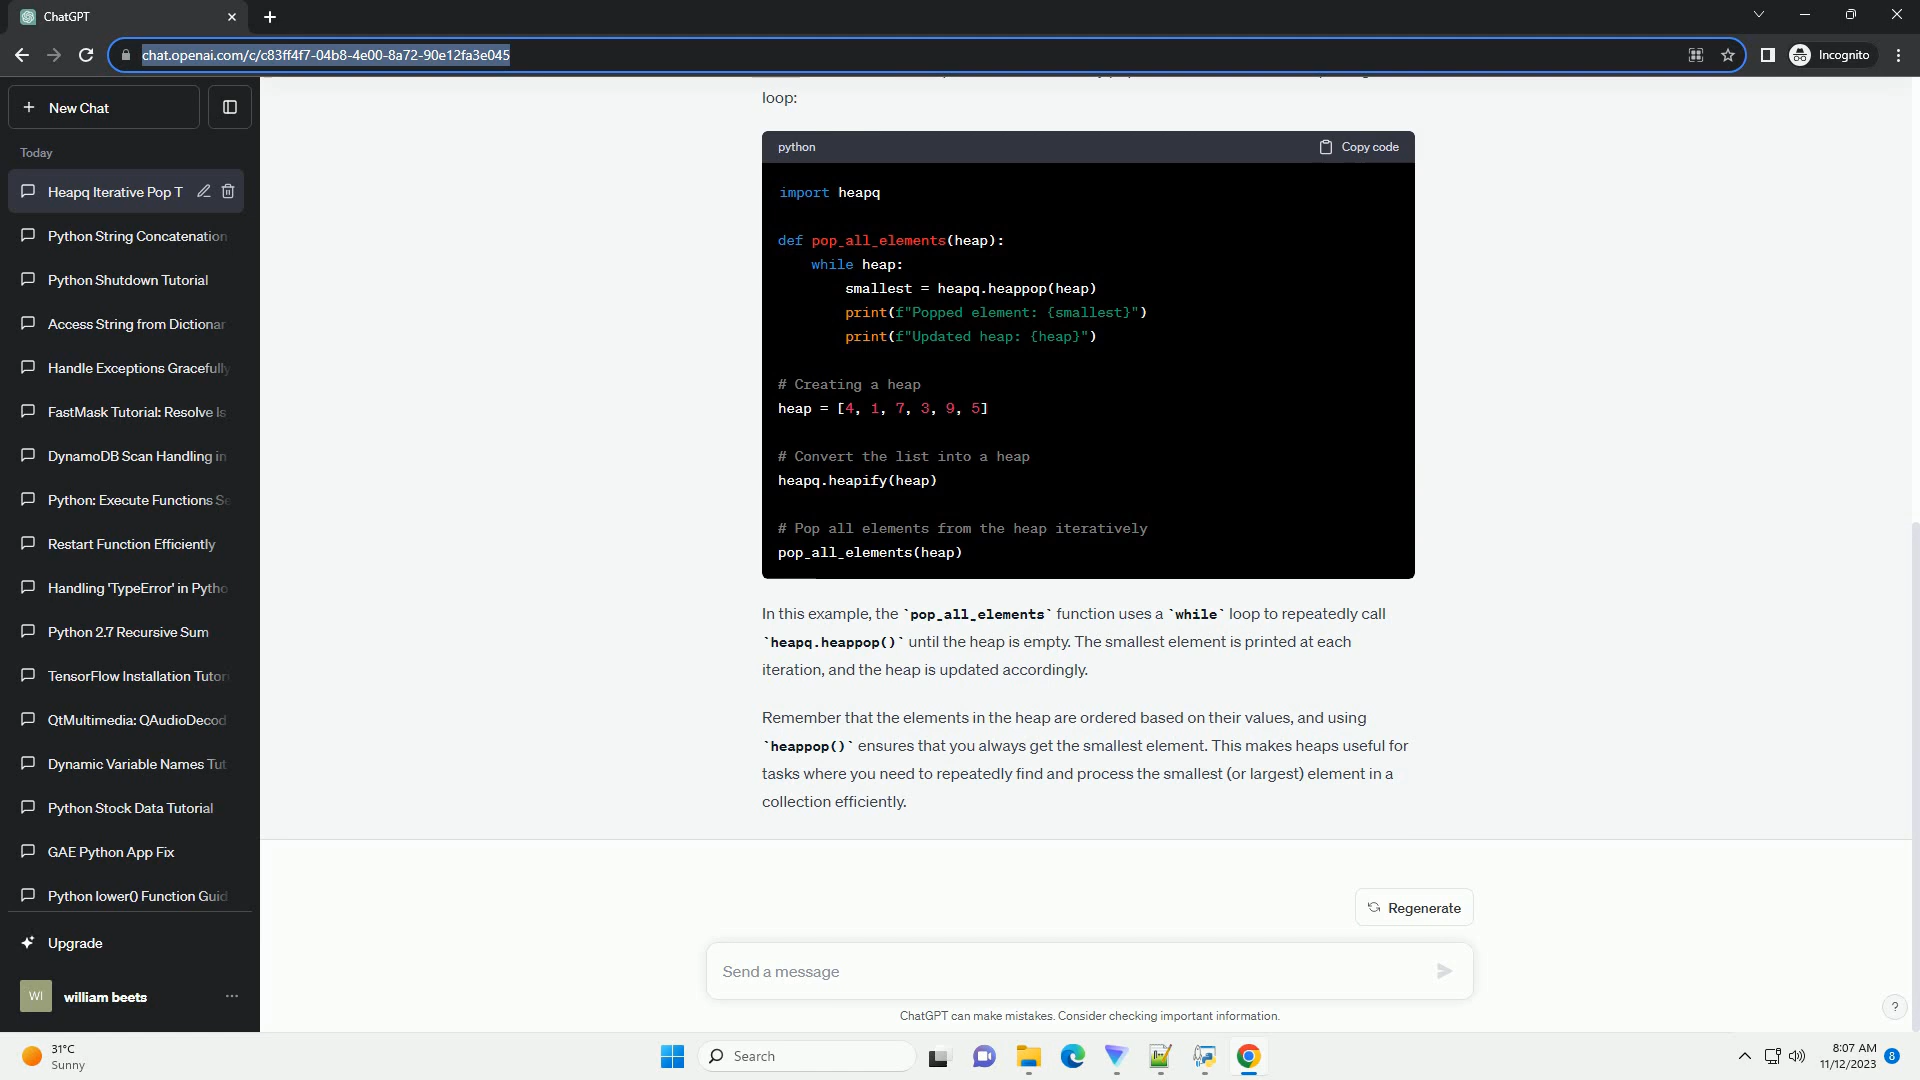 ChatGPT
chat.openai.com/c/c83ff4f7-04b8-4e00-8a72-90e12fa3e045
Incognito
New Chat
Today
Heapq Iterative Pop T
Python String Concatenation
Python Shutdown Tutorial
Access String from Dictionar
Handle Exceptions Gracefully
FastMask Tutorial: Resolve Is
DynamoDB Scan Handling in
Python: Execute Functions Se
Restart Function Efficiently
Handling 'TypeError' in Pytho
Python 2.7 Recursive Sum
TensorFlow Installation Tutori
QtMultimedia: QAudioDecod
Dynamic Variable Names Tut
Python Stock Data Tutorial
GAE Python App Fix
Python lower() Function Guid
Upgrade
WI
william beets
loop:
python
Copy code
import heapq
def pop_all_elements(heap):
while heap:
smallest = heapq.heappop(heap)
print(f"Popped element: {smallest}")
print(f"Updated heap: {heap}")
# Creating a heap
heap = [4, 1, 7, 3, 9, 5]
# Convert the list into a heap
heapq.heapify(heap)
# Pop all elements from the heap iteratively
pop_all_elements(heap)
In this example, the `pop_all_elements` function uses a `while` loop to repeatedly call
`heapq.heappop()` until the heap is empty. The smallest element is printed at each
iteration, and the heap is updated accordingly.
Remember that the elements in the heap are ordered based on their values, and using
`heappop()` ensures that you always get the smallest element. This makes heaps useful for
tasks where you need to repeatedly find and process the smallest (or largest) element in a
collection efficiently.
Regenerate
Send a message
ChatGPT can make mistakes. Consider checking important information.
?
31°C
Sunny
Search
8:07 AM
11/12/2023
8